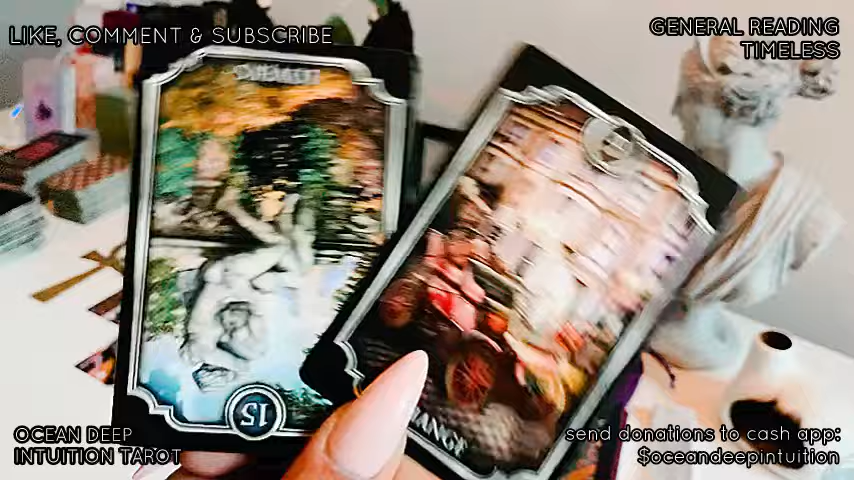 LIKE, COMMENT & SUBSCRIBE
GENERAL READING
TIMELESS
15
OCEAN DEEP
INTUITION TAROT
send donations to cash app:
$oceandeepintuition